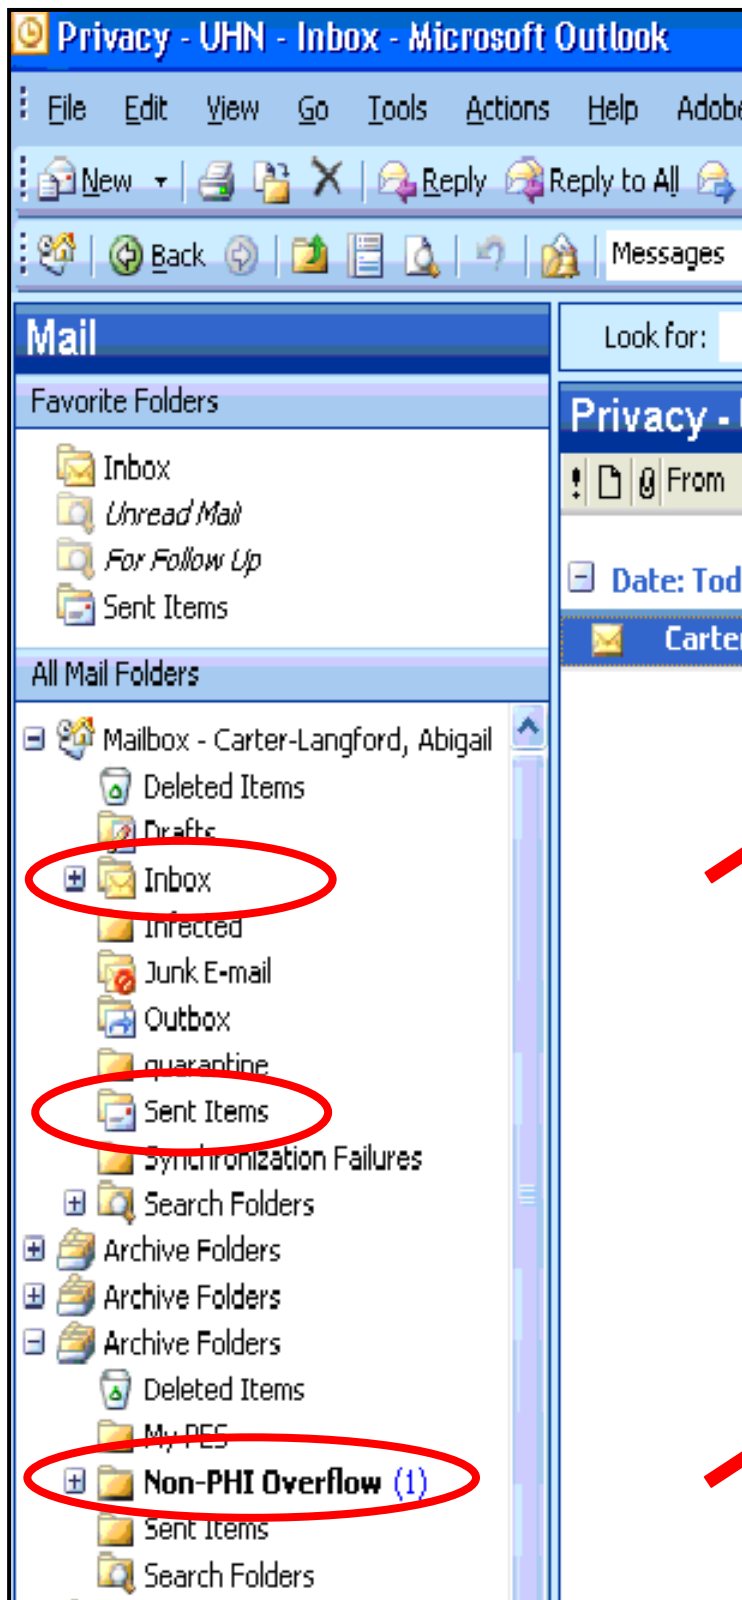 Privacy - UHN - Inbox - Microsoft Outlook
File Edit View Go Tools Actions Help Adobe
New Reply Reply to All
Back Messages
Mail
Look for:
Favorite Folders
Privacy -
Inbox
! From
Unread Mail
For Follow Up
Date: Tod
Sent Items
Carter
All Mail Folders
Mailbox - Carter-Langford, Abigail
Deleted Items
Drafts
Inbox
Infected
Junk E-mail
Outbox
quarantine
Sent Items
Synchronization Failures
Search Folders
Archive Folders
Archive Folders
Archive Folders
Deleted Items
My PES
Non-PHI Overflow (1)
Sent Items
Search Folders